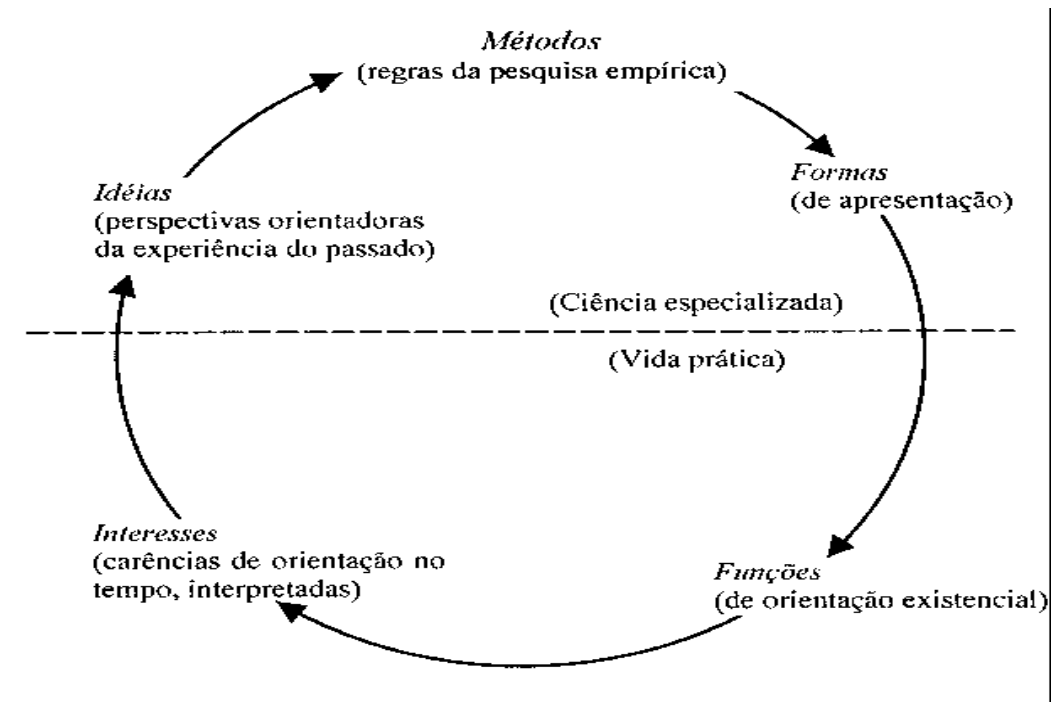 Métodos
(regras da pesquisa empírica)
Formas
(de apresentação)
Idéias
(perspectivas orientadoras
da experiência do passado)
(Ciência especializada)
(Vida prática)
Interesses
(carências de orientação no
tempo, interpretadas)
Funções
(de orientação existencial)